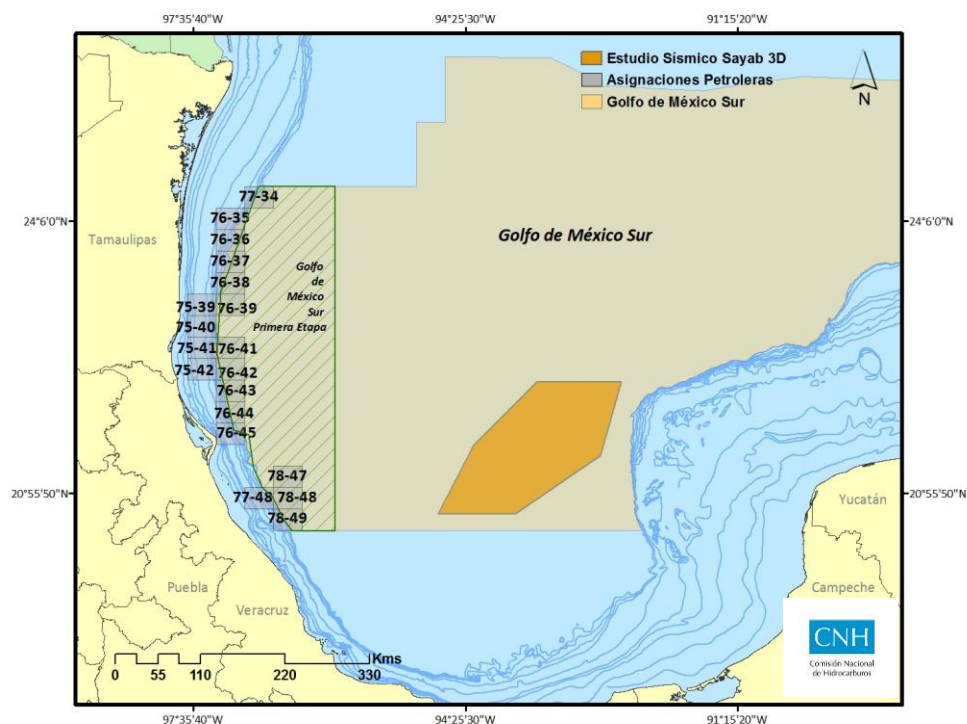 97°35'40"W
94°25'30"W
91°15'20"W
Estudio Sísmico Sayab 3D
Asignaciones Petroleras
Golfo de México Sur
N
77-34
24°6'0"N
76-35
24°6'0"N
76-36
Golfo de México Sur
Tamaulipas
76-37
Golfo
de
México
Sur
Primera Etapa
76-38
75-39
76-39
75-40
75-41
76-41
75-42
76-42
76-43
76-44
76-45
78-47
20°55'50"N
77-48
78-48
20°55'50"N
Yucatán
78-49
Puebla
Campeche
Veracruz
CNH
Comisión Nacional
de Hidrocarburos
Kms
0 55 110 220 330
97°35'40"W
94°25'30"W
91°15'20"W